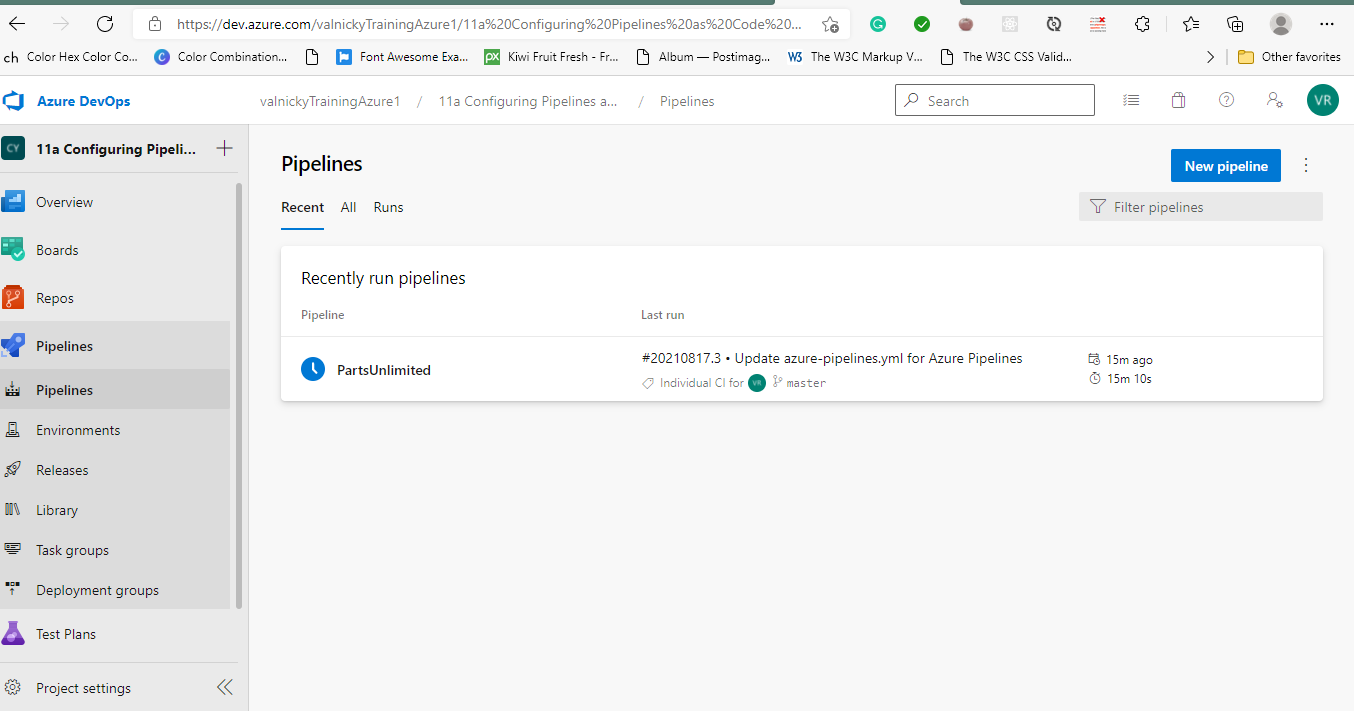 https://dev.azure.com/valnickyTrainingAzure1/11a%20Configuring%20Pipelines%20as%20Code%20...
ch Color Hex Color Co... C Color Combination... Font Awesome Exa... px Kiwi Fruit Fresh - Fr... Album — Postimag... W3 The W3C Markup V... The W3C CSS Valid... Other favorites
Azure DevOps valnickyTrainingAzure1 / 11a Configuring Pipelines a... / Pipelines Search VR
CY 11a Configuring Pipeli...
Overview
Boards
Repos
Pipelines
Pipelines
Environments
Releases
Library
Task groups
Deployment groups
Test Plans
Project settings
Pipelines
New pipeline
Recent All Runs
Filter pipelines
Recently run pipelines
Pipeline Last run
PartsUnlimited
#20210817.3 • Update azure-pipelines.yml for Azure Pipelines
Individual CI for VR master
15m ago
15m 10s